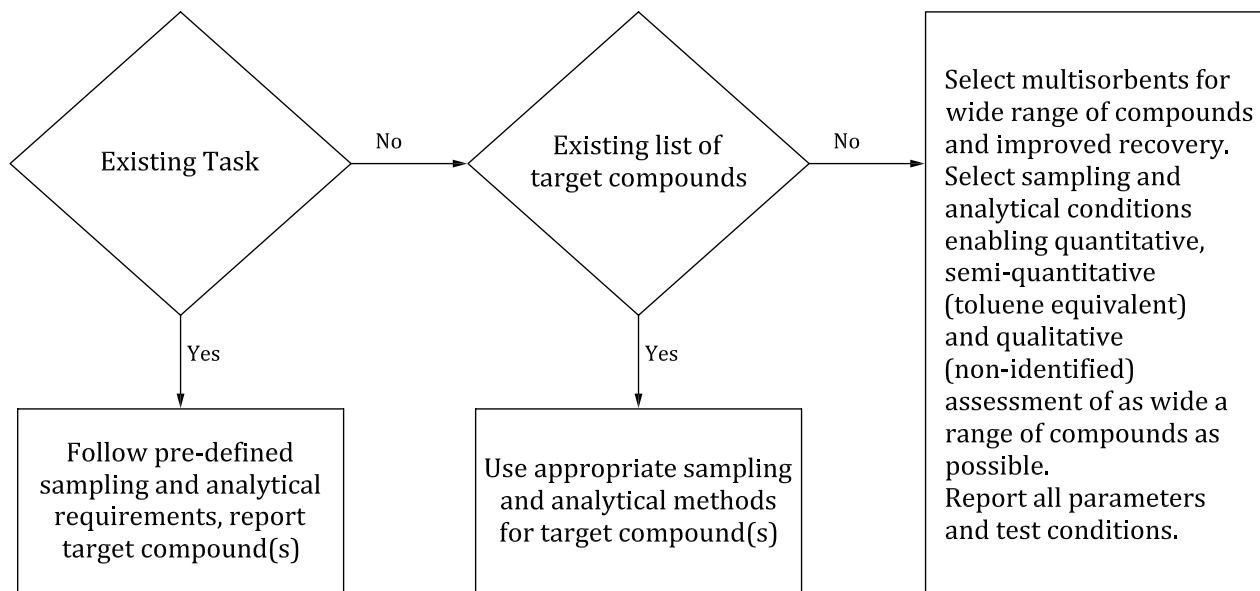 Existing Task
No
Existing list of
target compounds
No
Select multisorbents for
wide range of compounds
and improved recovery.
Select sampling and
analytical conditions
enabling quantitative,
semi-quantitative
(toluene equivalent)
and qualitative
(non-identified)
assessment of as wide a
range of compounds as
possible.
Report all parameters
and test conditions.
Yes
Follow pre-defined
sampling and analytical
requirements, report
target compound(s)
Yes
Use appropriate sampling
and analytical methods
for target compound(s)